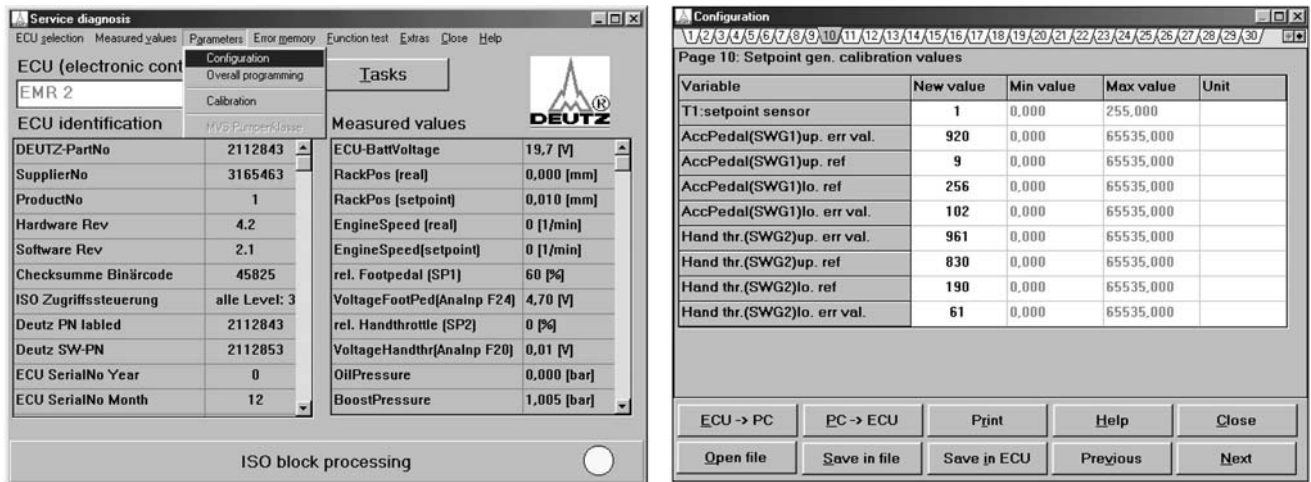 Service diagnosis
ECU selection Measured values Parameters Error memory Function test Extras Close Help
Configuration
Overall programming
Calibration
MVS Pumpenklasse
ECU (electronic cont
Tasks
EMR 2
DEUTZ ®
ECU identification
Measured values
DEUTZ-PartNo 2112843
SupplierNo 3165463
ProductNo 1
Hardware Rev 4.2
Software Rev 2.1
Checksumme Binärcode 45825
ISO Zugriffssteuerung alle Level: 3
Deutz PN labled 2112843
Deutz SW-PN 2112853
ECU SerialNo Year 0
ECU SerialNo Month 12
ECU-BattVoltage 19,7 [V]
RackPos (real) 0,000 [mm]
RackPos (setpoint) 0,010 [mm]
EngineSpeed (real) 0 [1/min]
EngineSpeed(setpoint) 0 [1/min]
rel. Footpedal (SP1) 60 [%]
VoltageFootPed(AnaInp F24) 4,70 [V]
rel. Handthrottle (SP2) 0 [%]
VoltageHandthr(AnaInp F20) 0,01 [V]
OilPressure 0,000 [bar]
BoostPressure 1,005 [bar]
ISO block processing
Configuration
1 2 3 4 5 6 7 8 9 10 11 12 13 14 15 16 17 18 19 20 21 22 23 24 25 26 27 28 29 30
Page 10: Setpoint gen. calibration values
Variable New value Min value Max value Unit
T1:setpoint sensor 1 0,000 255,000
AccPedal(SWG1)up. err val. 920 0,000 65535,000
AccPedal(SWG1)up. ref 9 0,000 65535,000
AccPedal(SWG1)lo. ref 256 0,000 65535,000
AccPedal(SWG1)lo. err val. 102 0,000 65535,000
Hand thr.(SWG2)up. err val. 961 0,000 65535,000
Hand thr.(SWG2)up. ref 830 0,000 65535,000
Hand thr.(SWG2)lo. ref 190 0,000 65535,000
Hand thr.(SWG2)lo. err val. 61 0,000 65535,000
ECU -> PC PC -> ECU Print Help Close
Open file Save in file Save in ECU Previous Next